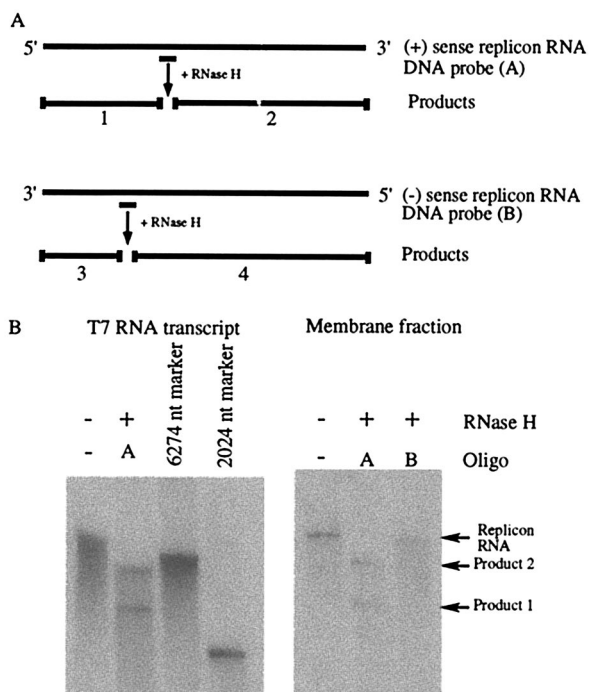 A
5' 3' (+) sense replicon RNA
DNA probe (A)
+ RNase H
Products
1 2
3' 5' (-) sense replicon RNA
DNA probe (B)
+ RNase H
Products
3 4
B T7 RNA transcript Membrane fraction
6274 nt marker
2024 nt marker
- + - + + RNase H
- A - A B Oligo
Replicon
RNA
Product 2
Product 1